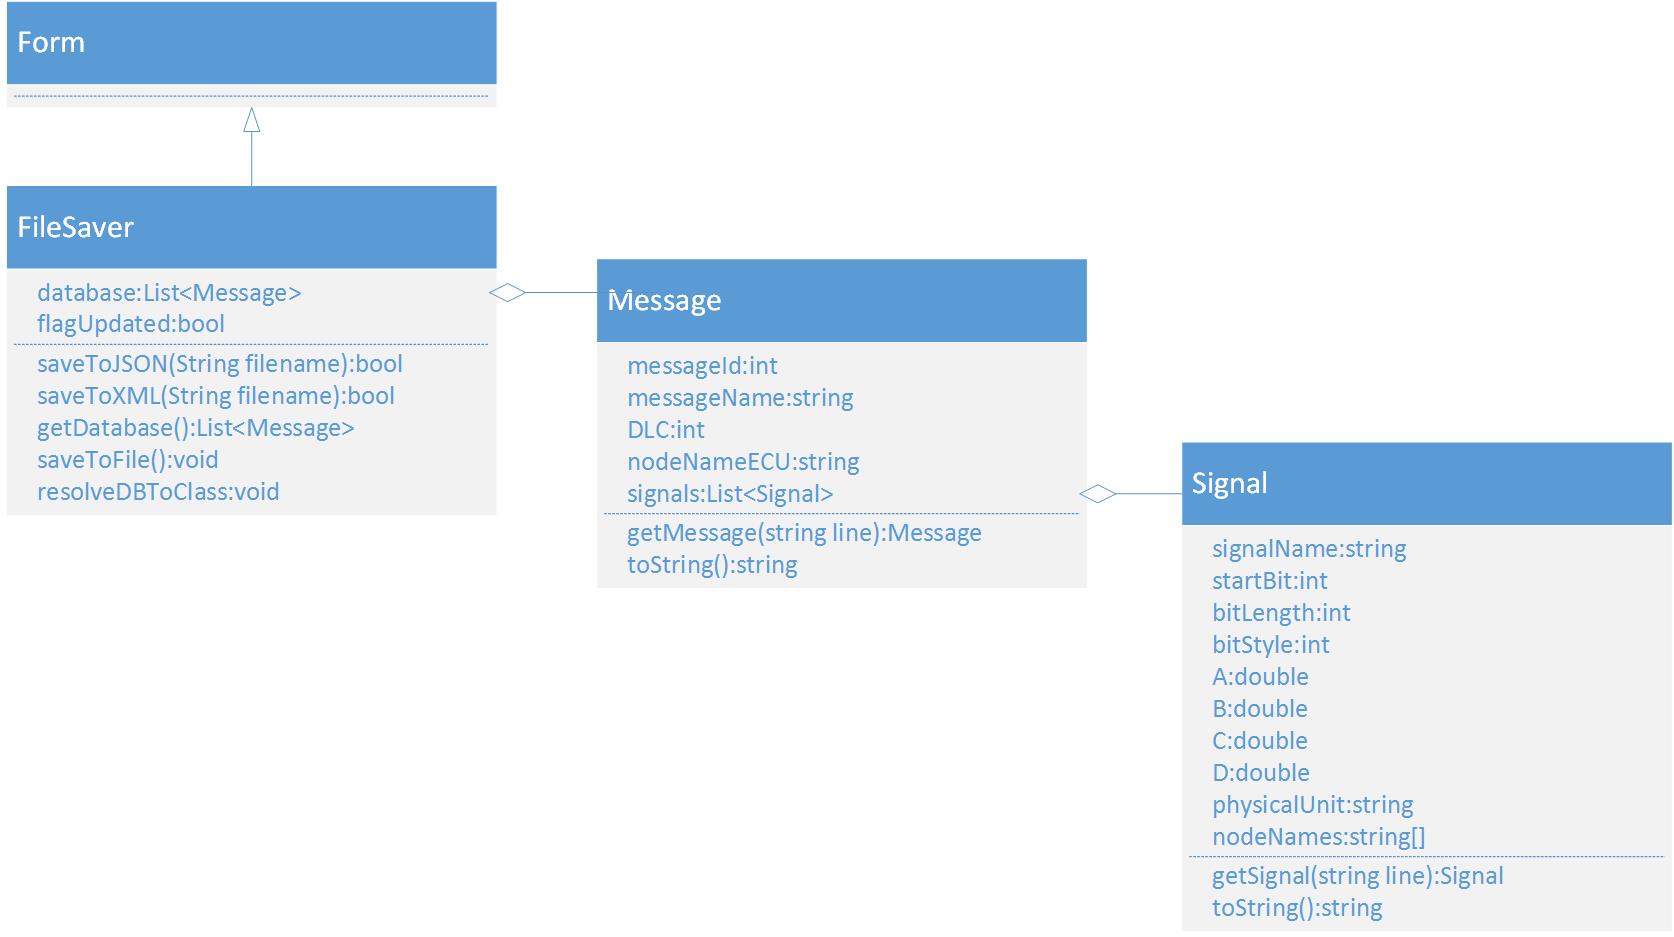 Form
FileSaver
database:List<Message>
flagUpdated:bool
saveToJSON(String filename):bool
saveToXML(String filename):bool
getDatabase():List<Message>
saveToFile():void
resolveDBToClass:void
Message
messageId:int
messageName:string
DLC:int
nodeNameECU:string
signals:List<Signal>
getMessage(string line):Message
toString():string
Signal
signalName:string
startBit:int
bitLength:int
bitStyle:int
A:double
B:double
C:double
D:double
physicalUnit:string
nodeNames:string[]
getSignal(string line):Signal
toString():string